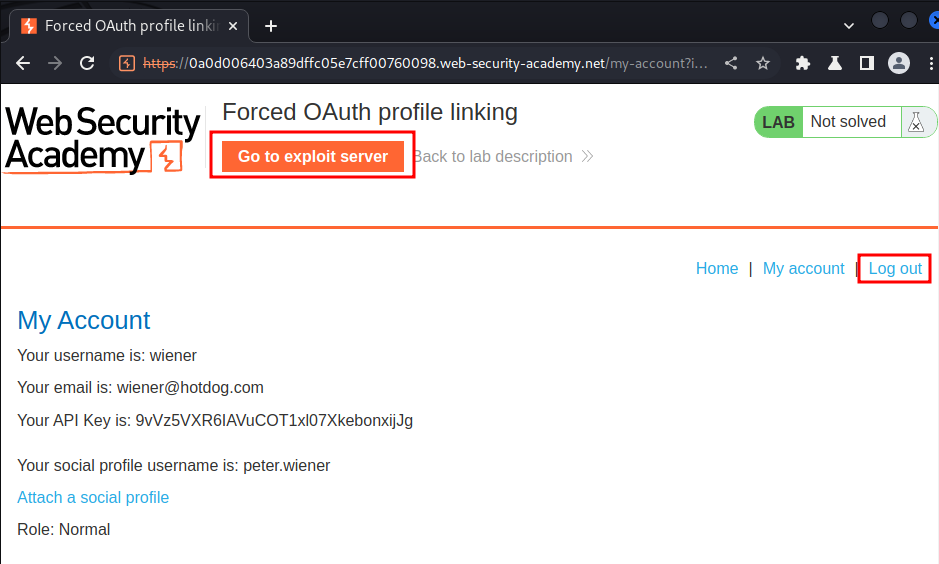 Forced OAuth profile linkin
https://0a0d006403a89dffc05e7cff00760098.web-security-academy.net/my-account?i...
Web Security
Academy
Forced OAuth profile linking
LAB Not solved
Go to exploit server
Back to lab description
Home | My account | Log out
My Account
Your username is: wiener
Your email is: wiener@hotdog.com
Your API Key is: 9vVz5VXR6IAVuCOT1xl07XkebonxijJg
Your social profile username is: peter.wiener
Attach a social profile
Role: Normal